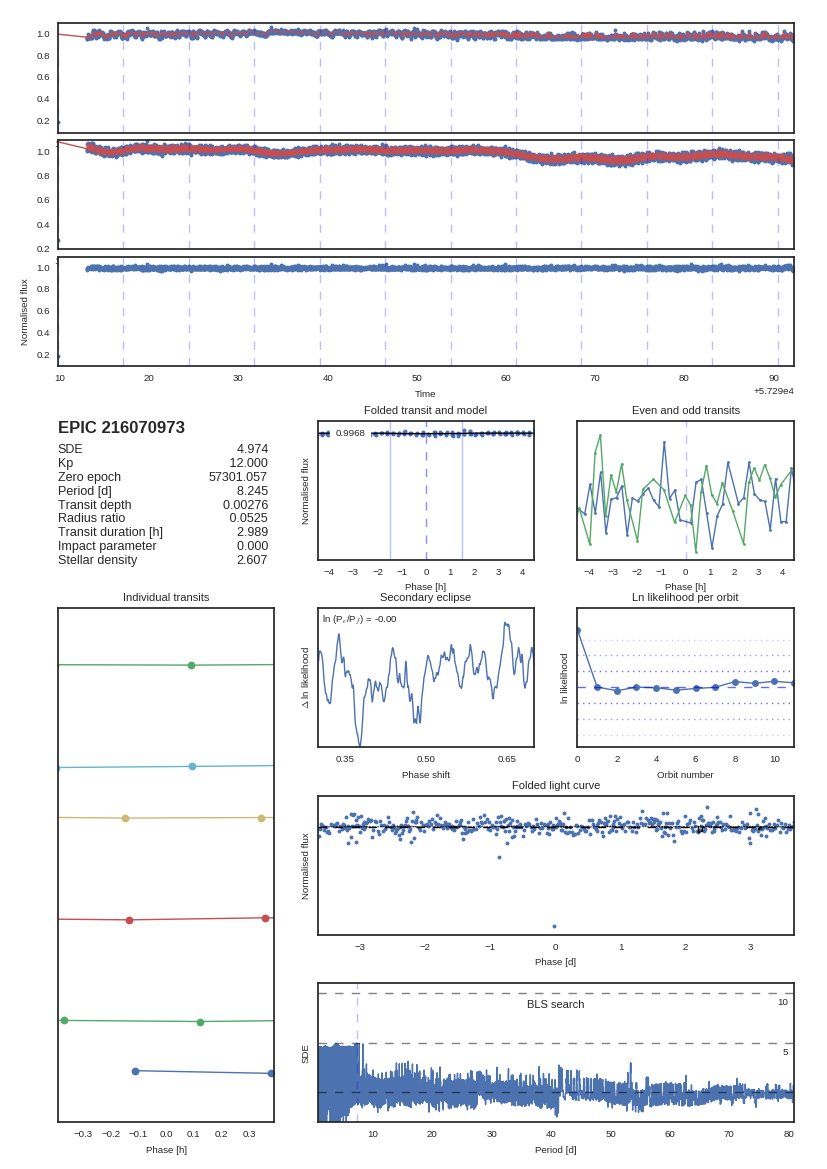 1.0
0.8
0.6
0.4
0.2
1.0
0.8
0.6
0.4
0.2
1.0
0.8
0.6
0.4
0.2
Normalised flux
10 20 30 40 50 60 70 80 90
Time
+5.729e4
EPIC 216070973
SDE 4.974
Kp 12.000
Zero epoch 57301.057
Period [d] 8.245
Transit depth 0.00276
Radius ratio 0.0525
Transit duration [h] 2.989
Impact parameter 0.000
Stellar density 2.607
Folded transit and model
0.9968
Normalised flux
−4 −3 −2 −1 0 1 2 3 4
Phase [h]
Even and odd transits
−4 −3 −2 −1 0 1 2 3 4
Phase [h]
Individual transits
−0.3 −0.2 −0.1 0.0 0.1 0.2 0.3
Phase [h]
Secondary eclipse
ln (Pₑ/P𝒻) = -0.00
Δ ln likelihood
0.35 0.50 0.65
Phase shift
Ln likelihood per orbit
ln likelihood
0 2 4 6 8 10
Orbit number
Folded light curve
Normalised flux
−3 −2 −1 0 1 2 3
Phase [d]
BLS search
10
5
SDE
10 20 30 40 50 60 70 80
Period [d]